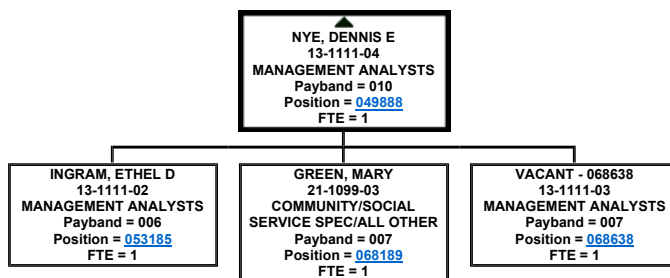 NYE, DENNIS E
13-1111-04
MANAGEMENT ANALYSTS
Payband = 010
Position = 049888
FTE = 1
INGRAM, ETHEL D
13-1111-02
MANAGEMENT ANALYSTS
Payband = 006
Position = 053185
FTE = 1
GREEN, MARY
21-1099-03
COMMUNITY/SOCIAL
SERVICE SPEC/ALL OTHER
Payband = 007
Position = 068189
FTE = 1
VACANT - 068638
13-1111-03
MANAGEMENT ANALYSTS
Payband = 007
Position = 068638
FTE = 1